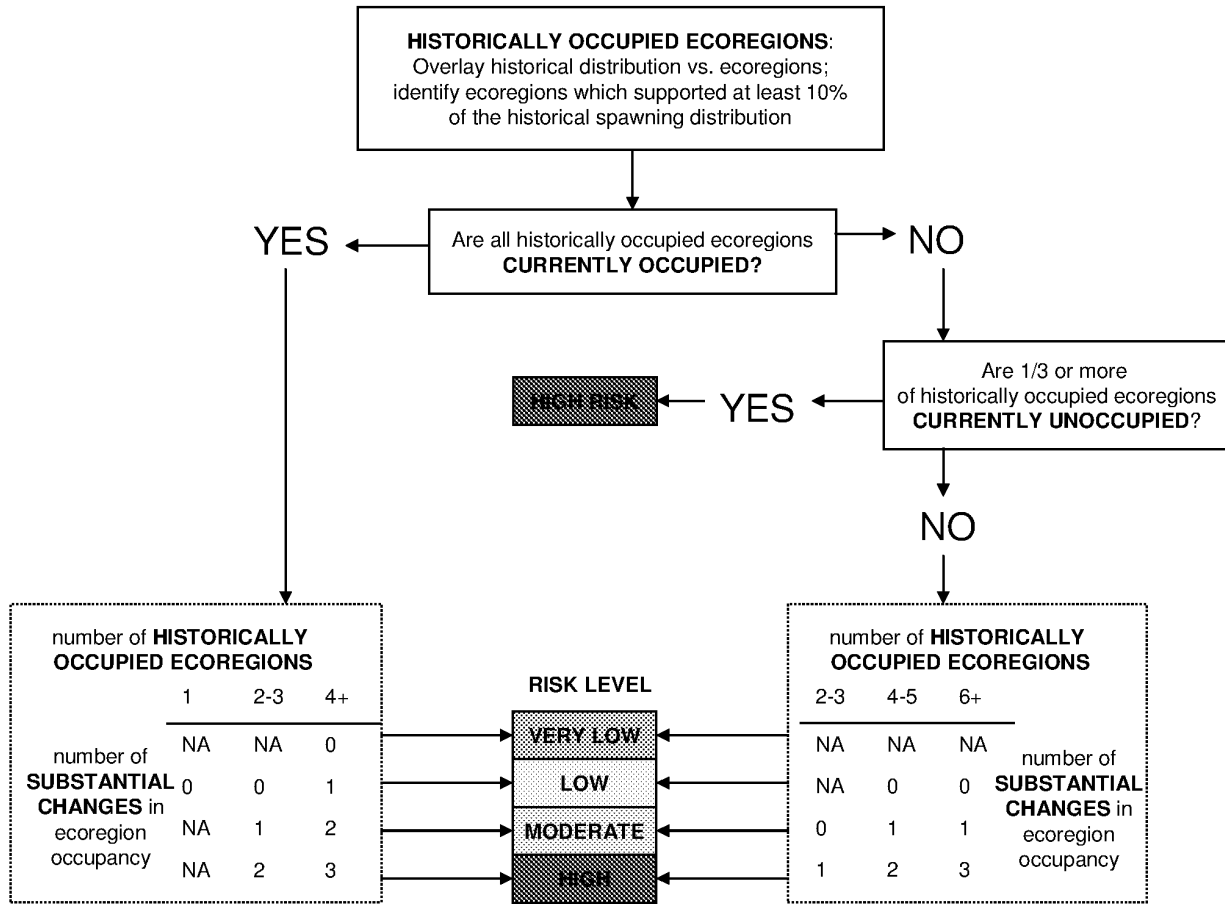 HISTORICALLY OCCUPIED ECOREGIONS:
Overlay historical distribution vs. ecoregions;
identify ecoregions which supported at least 10%
of the historical spawning distribution
YES
Are all historically occupied ecoregions
CURRENTLY OCCUPIED?
NO
Are 1/3 or more
of historically occupied ecoregions
CURRENTLY UNOCCUPIED?
YES
HIGH RISK
NO
number of HISTORICALLY
OCCUPIED ECOREGIONS
1 2-3 4+
NA NA 0
0 0 1
NA 1 2
NA 2 3
number of
SUBSTANTIAL
CHANGES in
ecoregion
occupancy
RISK LEVEL
VERY LOW
LOW
MODERATE
HIGH
number of HISTORICALLY
OCCUPIED ECOREGIONS
2-3 4-5 6+
NA NA NA
NA 0 0
0 1 1
1 2 3
number of
SUBSTANTIAL
CHANGES in
ecoregion
occupancy